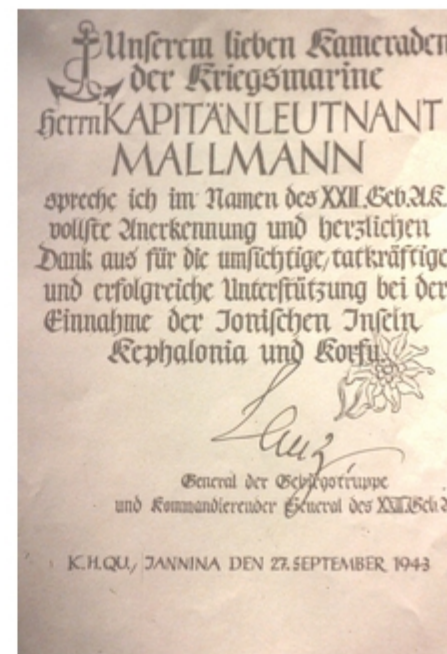 Unserem lieben Kameraden
der Kriegsmarine
Herrn KAPITÄNLEUTNANT
MALLMANN
spreche ich im Namen des XXII. Geb. A.K.
vollste Anerkennung und herzlichen
Dank aus für die umsichtige, tatkräftige
und erfolgreiche Unterstützung bei der
Einnahme der Ionischen Inseln
Kephalonia und Korfu.
Lanz
General der Gebirgstruppe
und Kommandierender General des XXII. Geb.
K.H.QU., JANNINA DEN 27. SEPTEMBER 1943